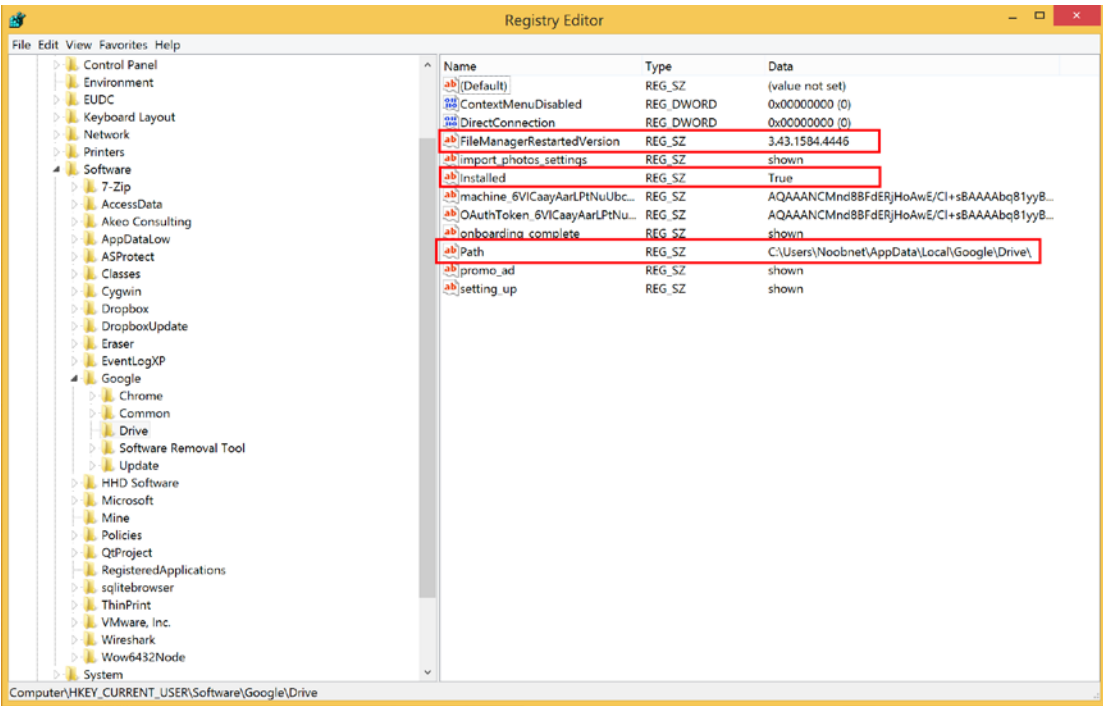 Registry Editor
File Edit View Favorites Help
Control Panel
Environment
EUDC
Keyboard Layout
Network
Printers
Software
7-Zip
AccessData
Akeo Consulting
AppDataLow
ASProtect
Classes
Cygwin
Dropbox
DropboxUpdate
Eraser
EventLogXP
Google
Chrome
Common
Drive
Software Removal Tool
Update
HHD Software
Microsoft
Mine
Policies
QtProject
RegisteredApplications
sqlitebrowser
ThinPrint
VMware, Inc.
Wireshark
Wow6432Node
System
Name Type Data
(Default) REG_SZ (value not set)
ContextMenuDisabled REG_DWORD 0x00000000 (0)
DirectConnection REG_DWORD 0x00000000 (0)
FileManagerRestartedVersion REG_SZ 3.43.1584.4446
import_photos_settings REG_SZ shown
Installed REG_SZ True
machine_6VICaayAarLPtNuUbc... REG_SZ AQAAANCMnd8BFdERjHoAwE/Cl+sBAAAAbq81yyB...
OAuthToken_6VICaayAarLPtNu... REG_SZ AQAAANCMnd8BFdERjHoAwE/Cl+sBAAAAbq81yyB...
onboarding_complete REG_SZ shown
Path REG_SZ C:\Users\Noobnet\AppData\Local\Google\Drive\
promo_ad REG_SZ shown
setting_up REG_SZ shown
Computer\HKEY_CURRENT_USER\Software\Google\Drive